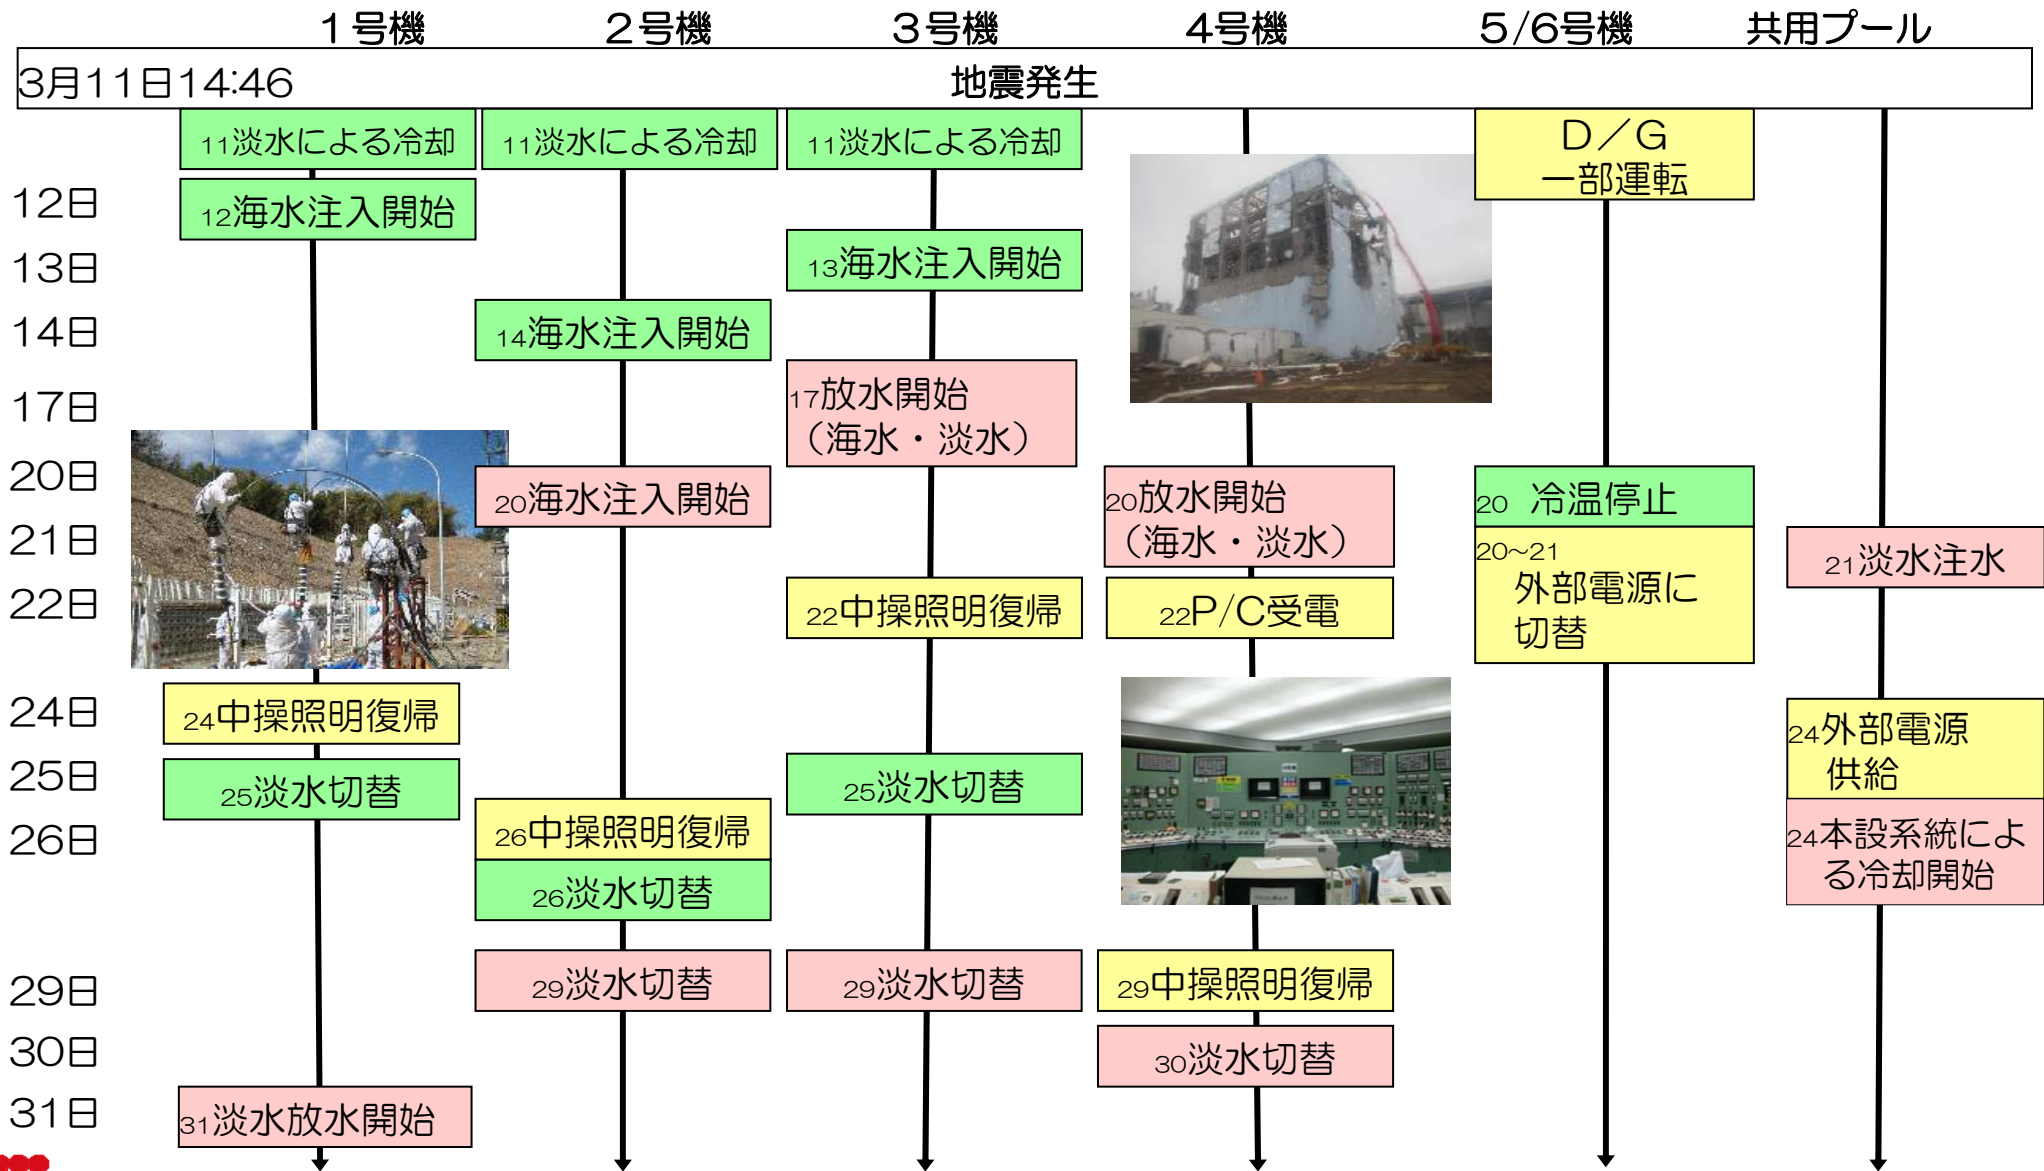 1号機 2号機 3号機 4号機 5/6号機 共用プール
3月11日14:46 地震発生
11淡水による冷却 11淡水による冷却 11淡水による冷却
D/G
一部運転
12日
12海水注入開始
13日
13海水注入開始
14日
14海水注入開始
17日
17放水開始
(海水・淡水)
20日
20海水注入開始
20放水開始
(海水・淡水)
20 冷温停止
21日
20~21
外部電源に
切替
21淡水注水
22日
22中操照明復帰
22P/C受電
24日
24中操照明復帰
24外部電源
供給
25日
25淡水切替
25淡水切替
26日
26中操照明復帰
26淡水切替
24本設系統によ
る冷却開始
29日
29淡水切替
29淡水切替
29中操照明復帰
30日
30淡水切替
31日
31淡水放水開始